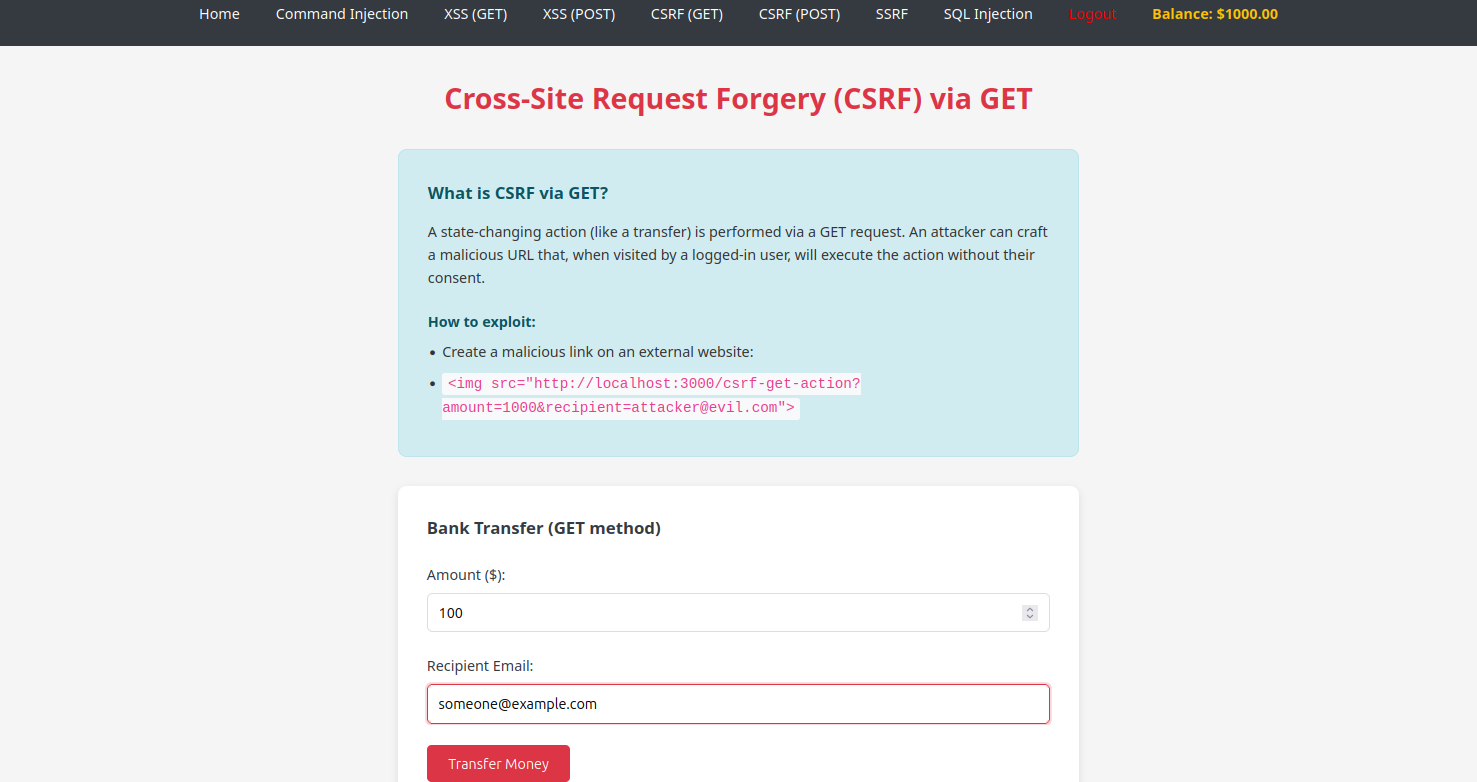 Home Command Injection XSS (GET) XSS (POST) CSRF (GET) CSRF (POST) SSRF SQL Injection Logout Balance: $1000.00
Cross-Site Request Forgery (CSRF) via GET
What is CSRF via GET?
A state-changing action (like a transfer) is performed via a GET request. An attacker can craft
a malicious URL that, when visited by a logged-in user, will execute the action without their
consent.
How to exploit:
• Create a malicious link on an external website:
• <img src="http://localhost:3000/csrf-get-action?
amount=1000&recipient=attacker@evil.com">
Bank Transfer (GET method)
Amount ($):
100
Recipient Email:
someone@example.com
Transfer Money